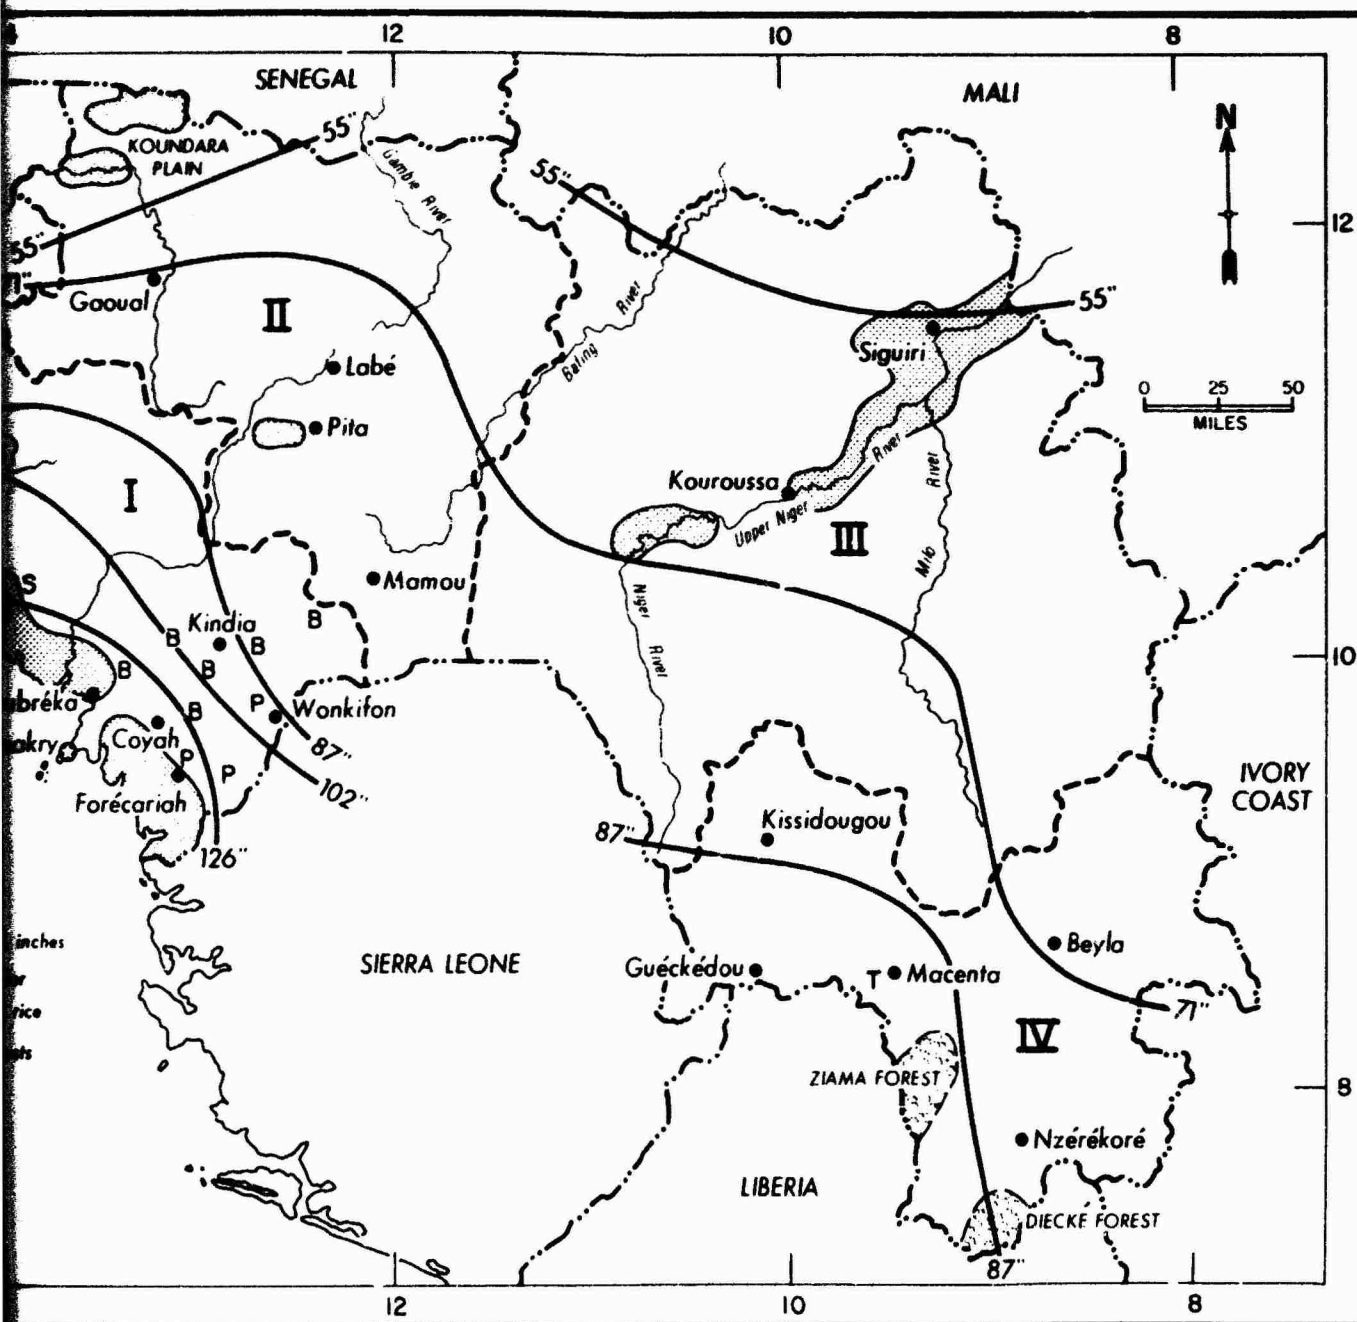 12
10
8
SENEGAL
MALI
N
KOUNDARA
PLAIN
55"
Gambie River
55"
12
55"
Gaoual
II
River
Bafing
55"
Siguiri
Labé
0 25 50
MILES
Pita
River
River
Kouroussa
I
Upper Niger
III
Milo
Mamou
S
Niger
River
Kindia
B
B
B
B
B
B
P
10
Wonkifon
Coyah
87"
P
P
102"
Forécariah
126"
IVORY
COAST
Kissidougou
87"
inches
rice
SIERRA LEONE
Beyla
Guéckédou
T
Macenta
71"
IV
ZIAMA FOREST
8
Nzérékoré
LIBERIA
DIECKÉ FOREST
87"
12
10
8